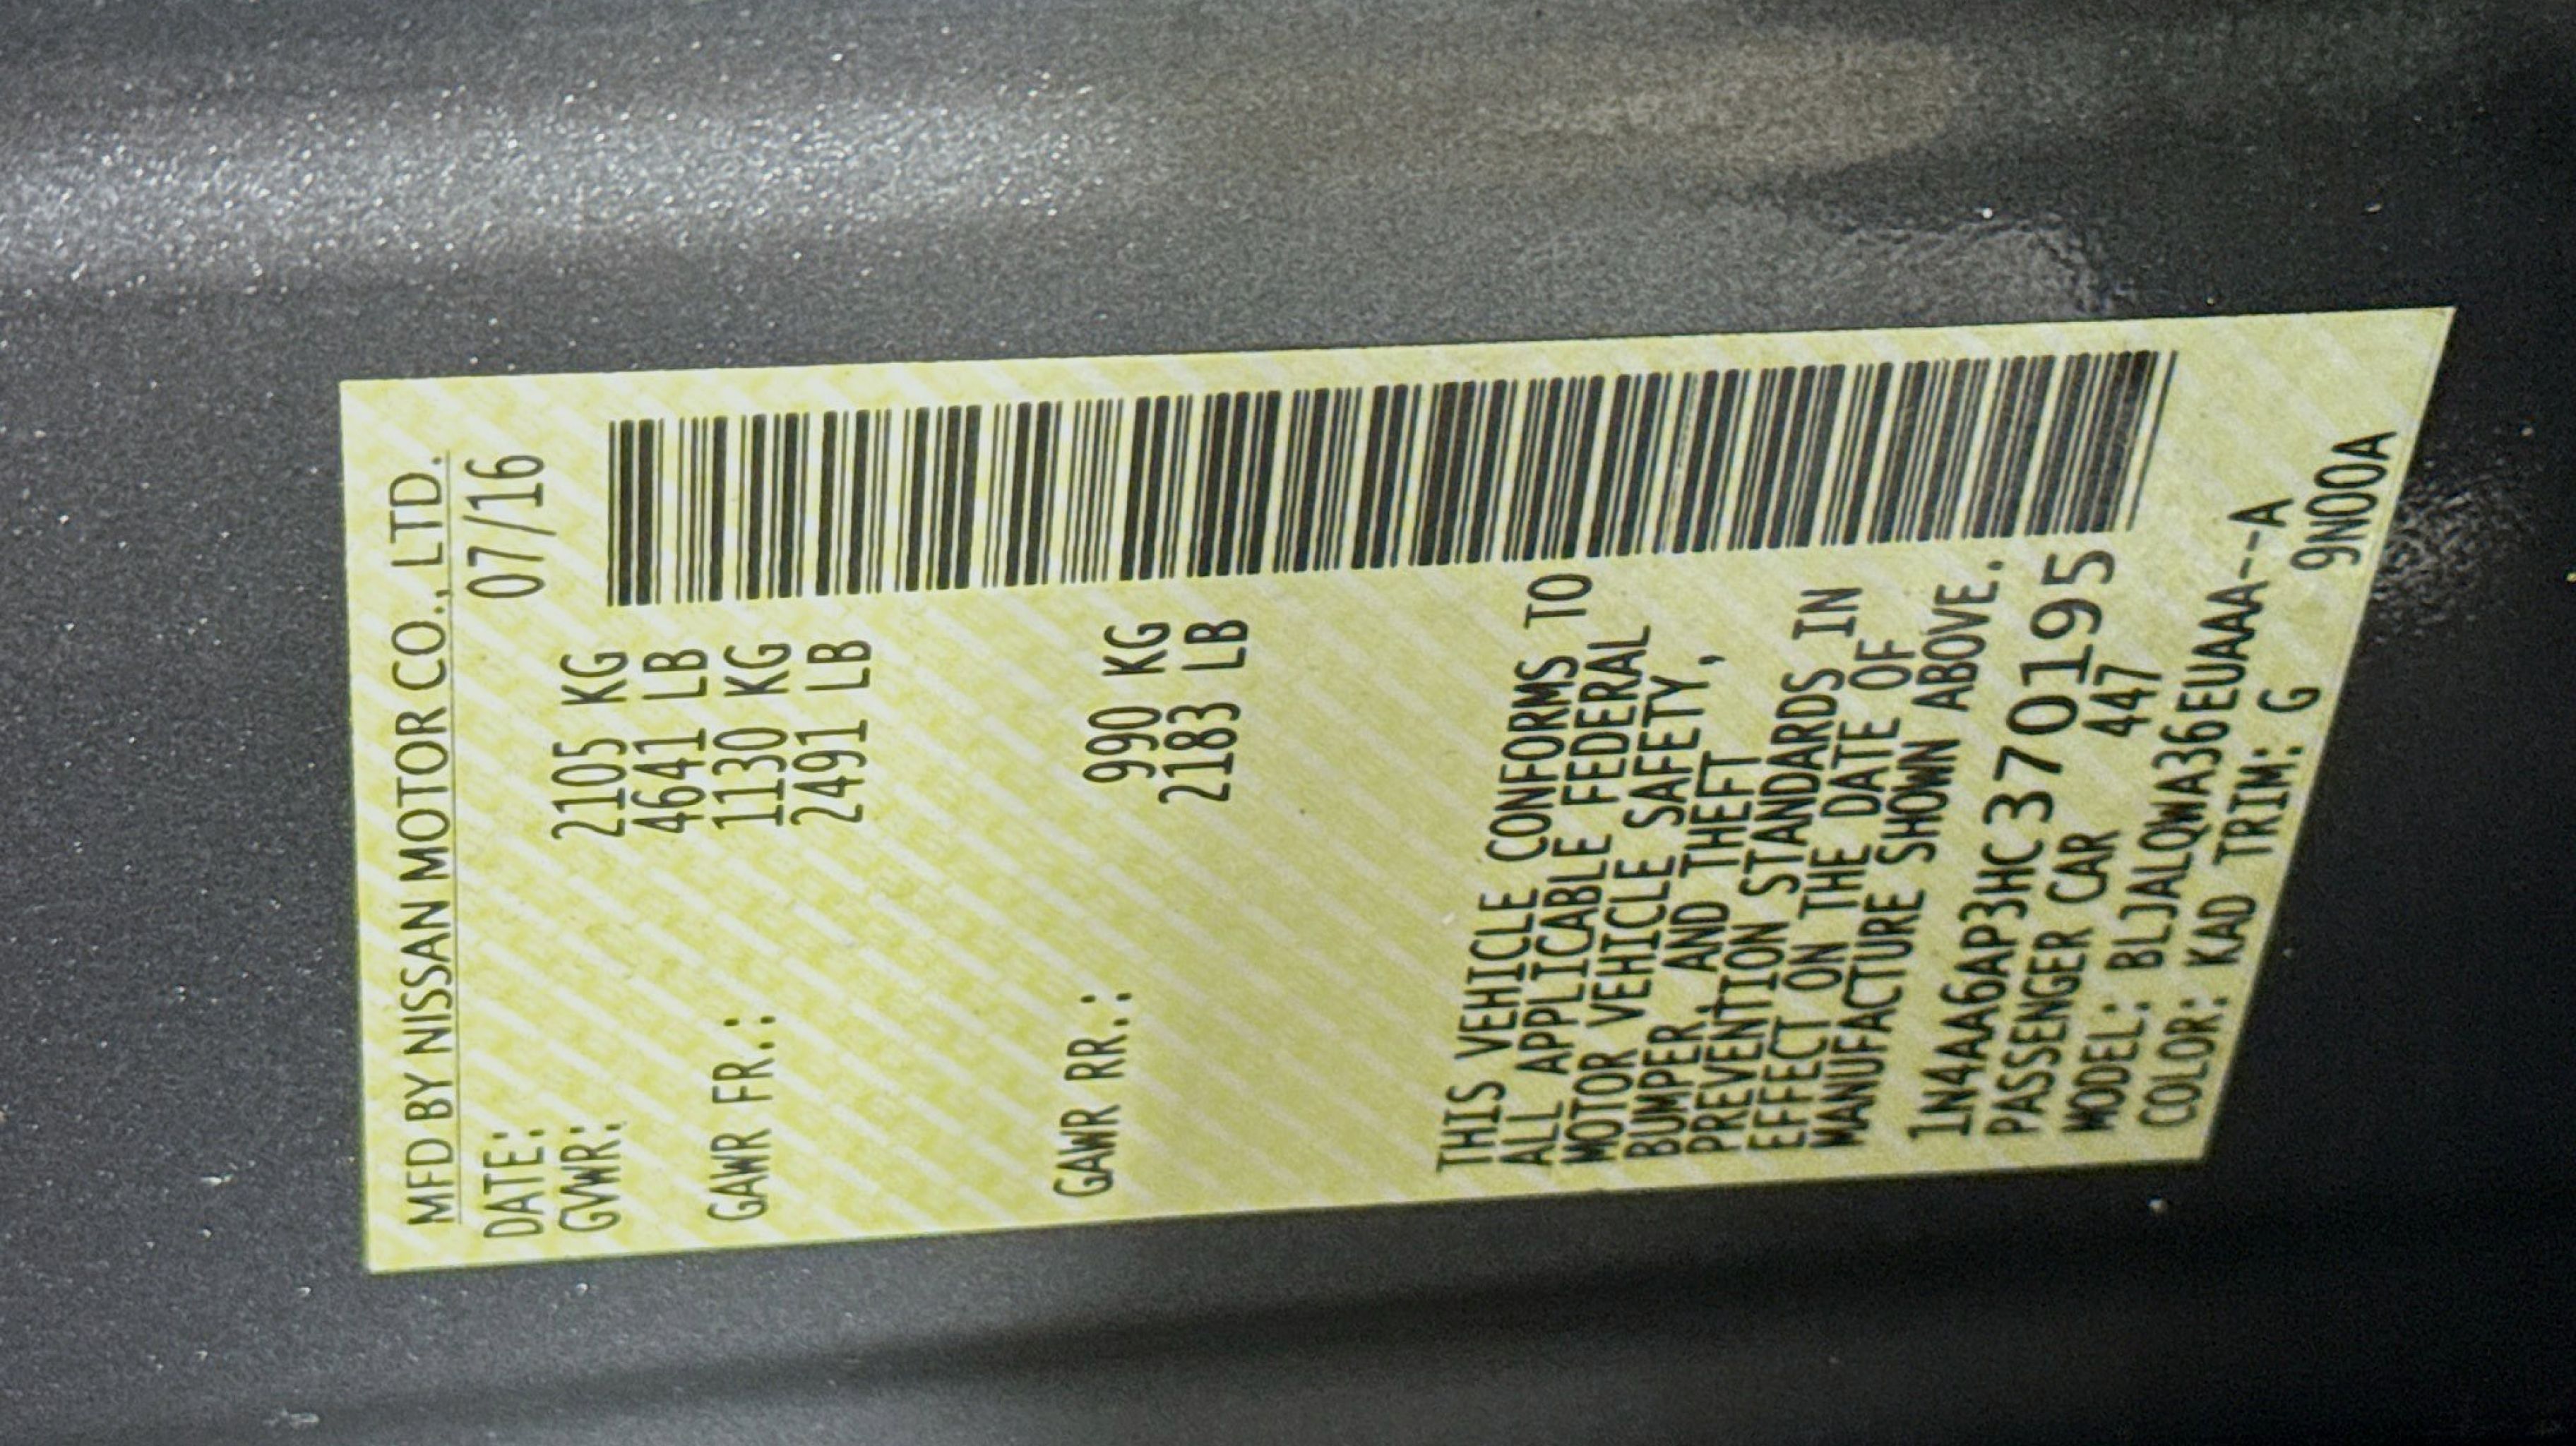 MFD BY NISSAN MOTOR CO., LTD.
DATE: 07/16
GVWR: 2105 KG
4641 LB
GAWR FR.: 1130 KG
2491 LB
GAWR RR.: 990 KG
2183 LB
THIS VEHICLE CONFORMS TO
ALL APPLICABLE FEDERAL
MOTOR VEHICLE SAFETY,
BUMPER, AND THEFT
PREVENTION STANDARDS IN
EFFECT ON THE DATE OF
MANUFACTURE SHOWN ABOVE.
1N4AA6AP3HC370195
PASSENGER CAR 447
MODEL: BLJALQWA36EUAAA--A
COLOR: KAD TRIM: G 9N00A